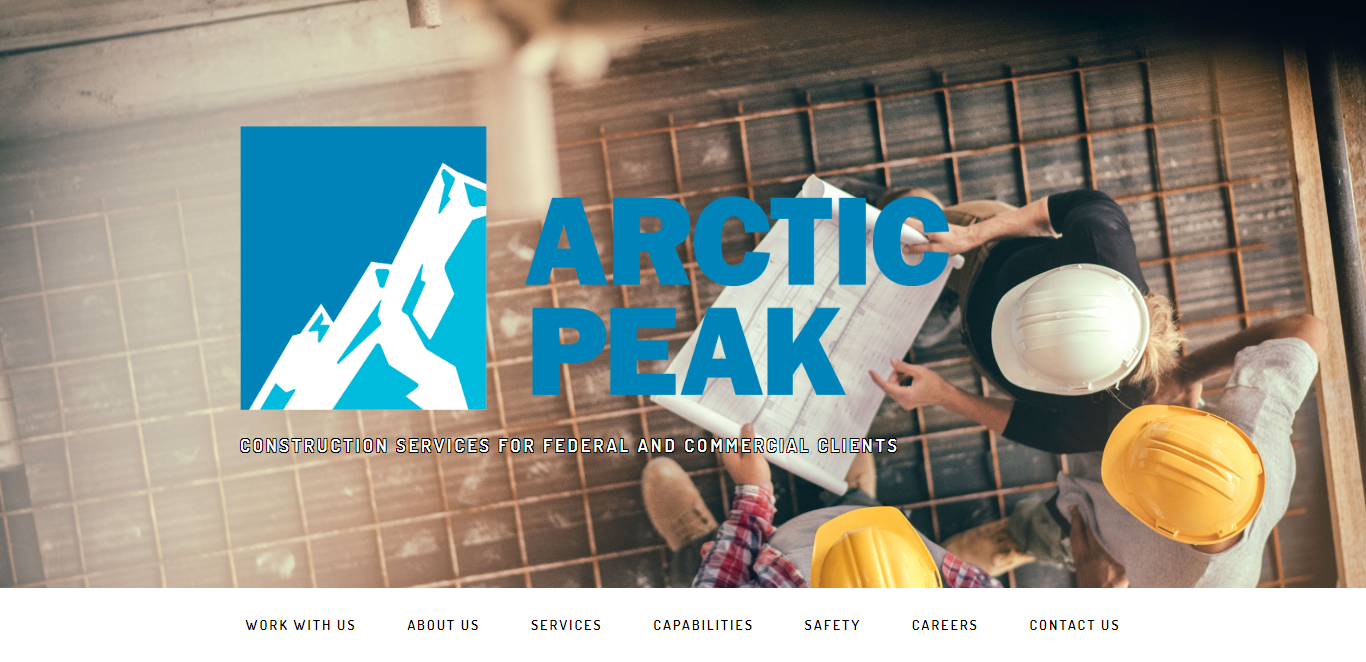 ARCTIC
PEAK
CONSTRUCTION SERVICES FOR FEDERAL AND COMMERCIAL CLIENTS
WORK WITH US ABOUT US SERVICES CAPABILITIES SAFETY CAREERS CONTACT US